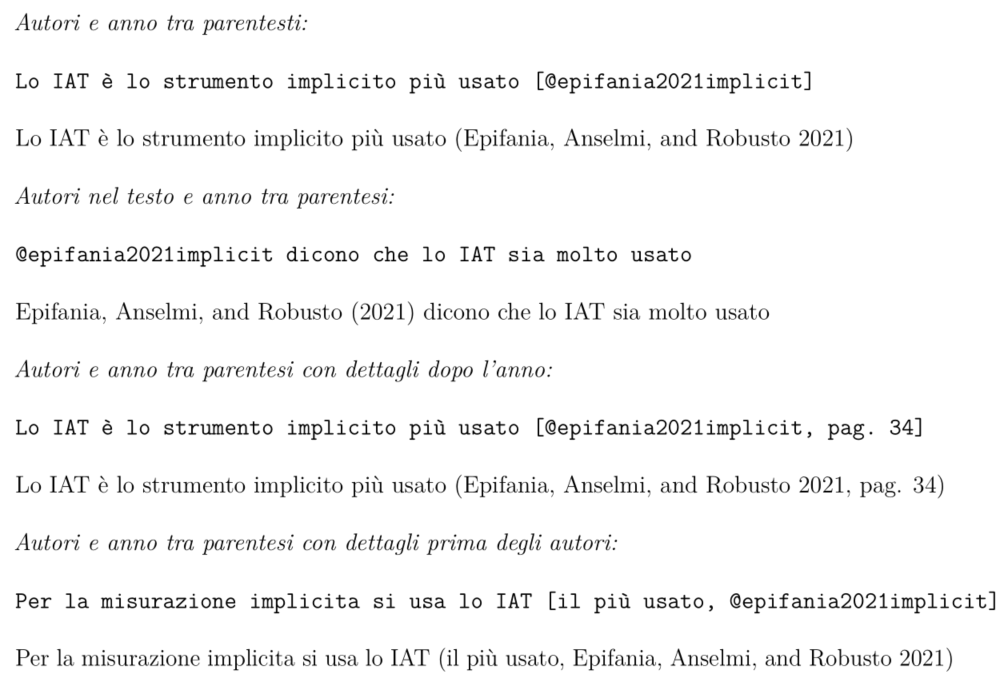 Autori e anno tra parentesti:
Lo IAT è lo strumento implicito più usato [@epifania2021implicit]
Lo IAT è lo strumento implicito più usato (Epifania, Anselmi, and Robusto 2021)
Autori nel testo e anno tra parentesi:
@epifania2021implicit dicono che lo IAT sia molto usato
Epifania, Anselmi, and Robusto (2021) dicono che lo IAT sia molto usato
Autori e anno tra parentesi con dettagli dopo l'anno:
Lo IAT è lo strumento implicito più usato [@epifania2021implicit, pag. 34]
Lo IAT è lo strumento implicito più usato (Epifania, Anselmi, and Robusto 2021, pag. 34)
Autori e anno tra parentesi con dettagli prima degli autori:
Per la misurazione implicita si usa lo IAT [il più usato, @epifania2021implicit]
Per la misurazione implicita si usa lo IAT (il più usato, Epifania, Anselmi, and Robusto 2021)